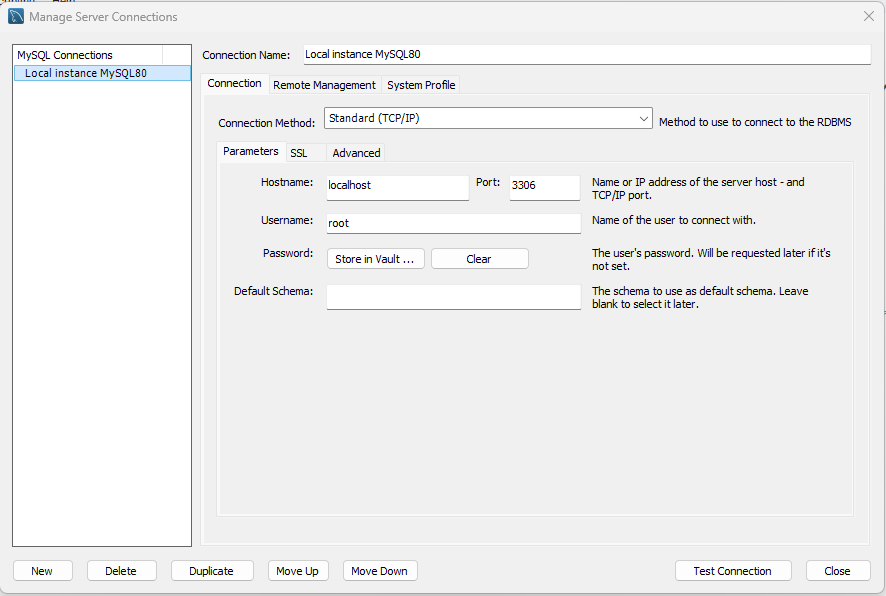 Manage Server Connections
MySQL Connections
Local instance MySQL80
Connection Name: Local instance MySQL80
Connection Remote Management System Profile
Connection Method: Standard (TCP/IP) Method to use to connect to the RDBMS
Parameters SSL Advanced
Hostname: localhost Port: 3306 Name or IP address of the server host - and
TCP/IP port.
Username: root Name of the user to connect with.
Password: Store in Vault ... Clear The user's password. Will be requested later if it's
not set.
Default Schema: The schema to use as default schema. Leave
blank to select it later.
New Delete Duplicate Move Up Move Down Test Connection Close